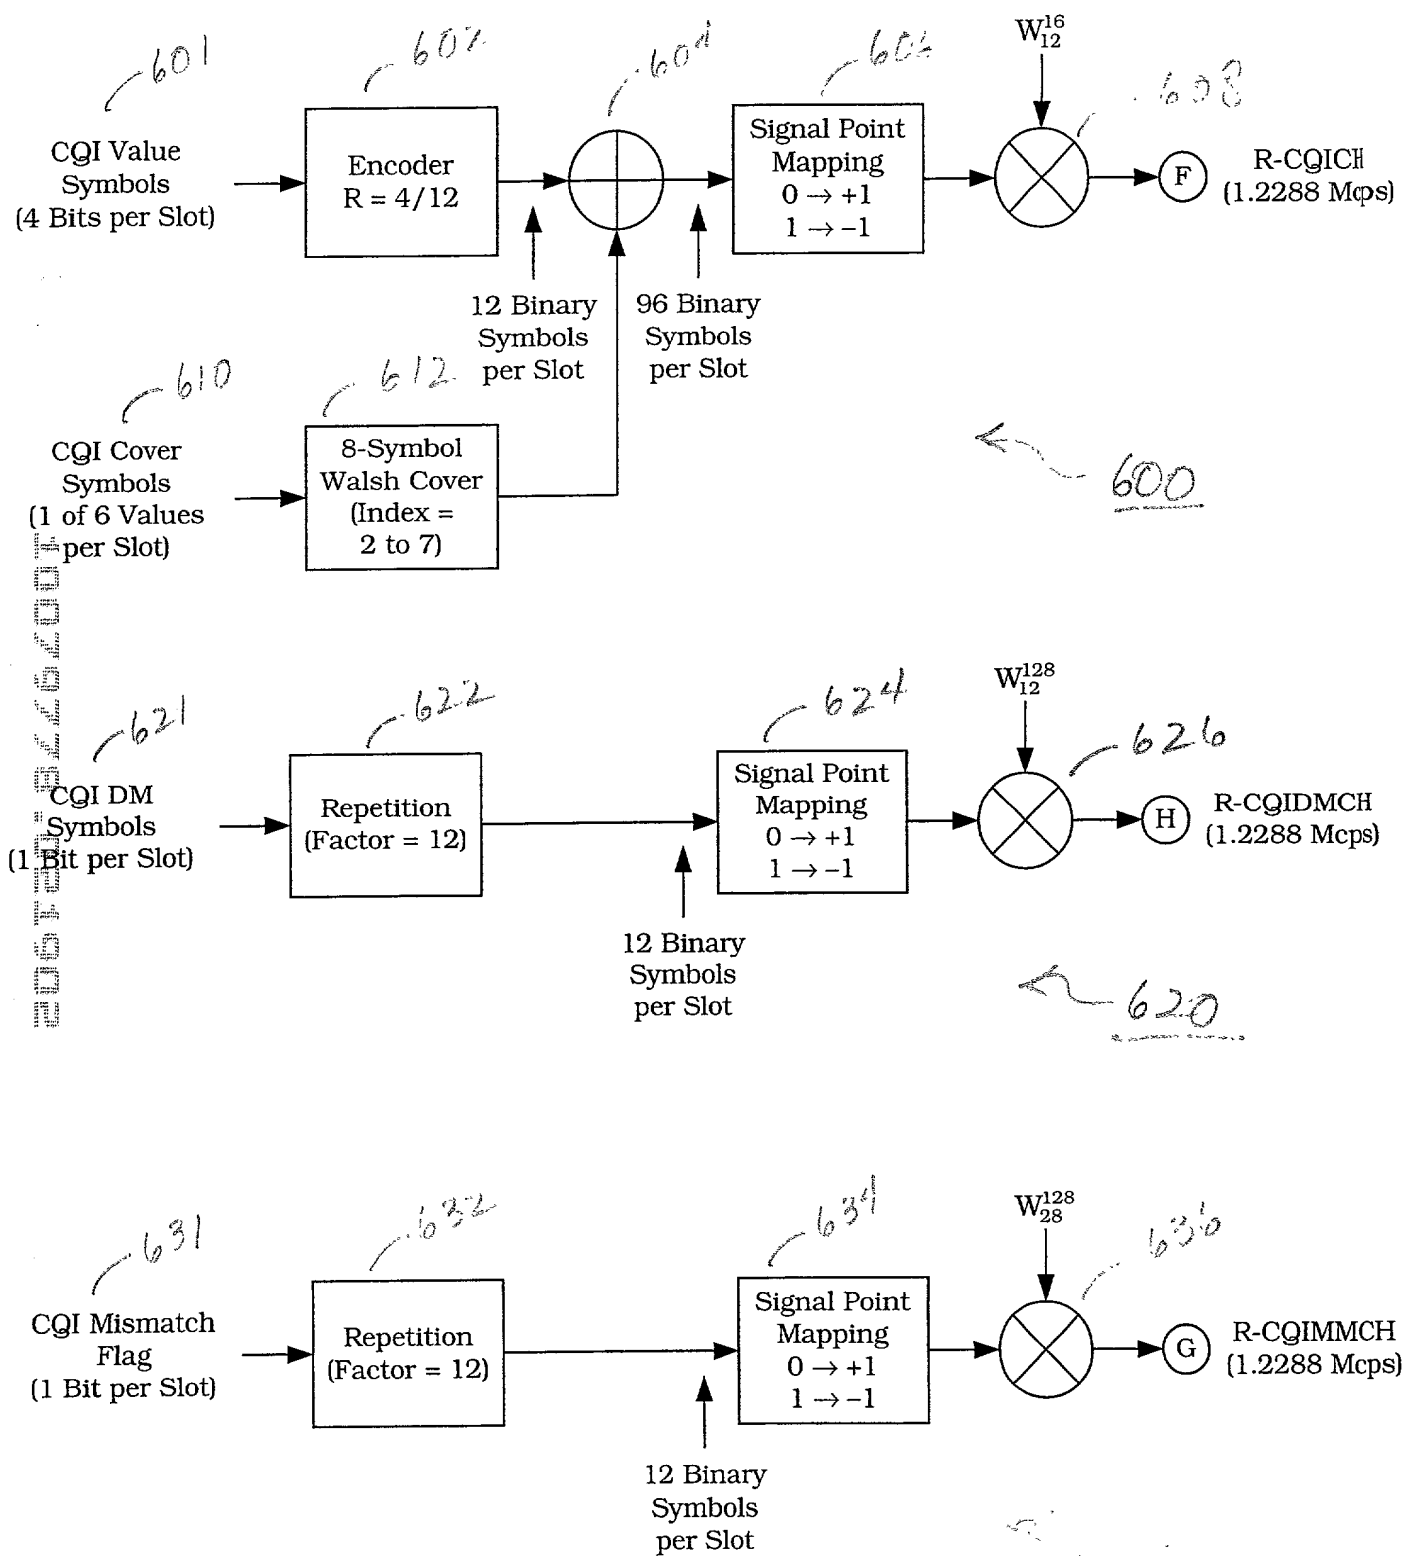 601
602
604
606
W₁₂¹⁶
608
CQI Value
Symbols
(4 Bits per Slot)
Encoder
R = 4/12
Signal Point
Mapping
0 → +1
1 → −1
F
R-CQICH
(1.2288 Mcps)
12 Binary
Symbols
per Slot
96 Binary
Symbols
per Slot
610
612
CQI Cover
Symbols
(1 of 6 Values
per Slot)
8-Symbol
Walsh Cover
(Index =
2 to 7)
600
621
622
624
W₁₂¹²⁸
626
CQI DM
Symbols
(1 Bit per Slot)
Repetition
(Factor = 12)
Signal Point
Mapping
0 → +1
1 → −1
H
R-CQIDMCH
(1.2288 Mcps)
12 Binary
Symbols
per Slot
620
631
632
634
W₂₈¹²⁸
636
CQI Mismatch
Flag
(1 Bit per Slot)
Repetition
(Factor = 12)
Signal Point
Mapping
0 → +1
1 → −1
G
R-CQIMMCH
(1.2288 Mcps)
12 Binary
Symbols
per Slot